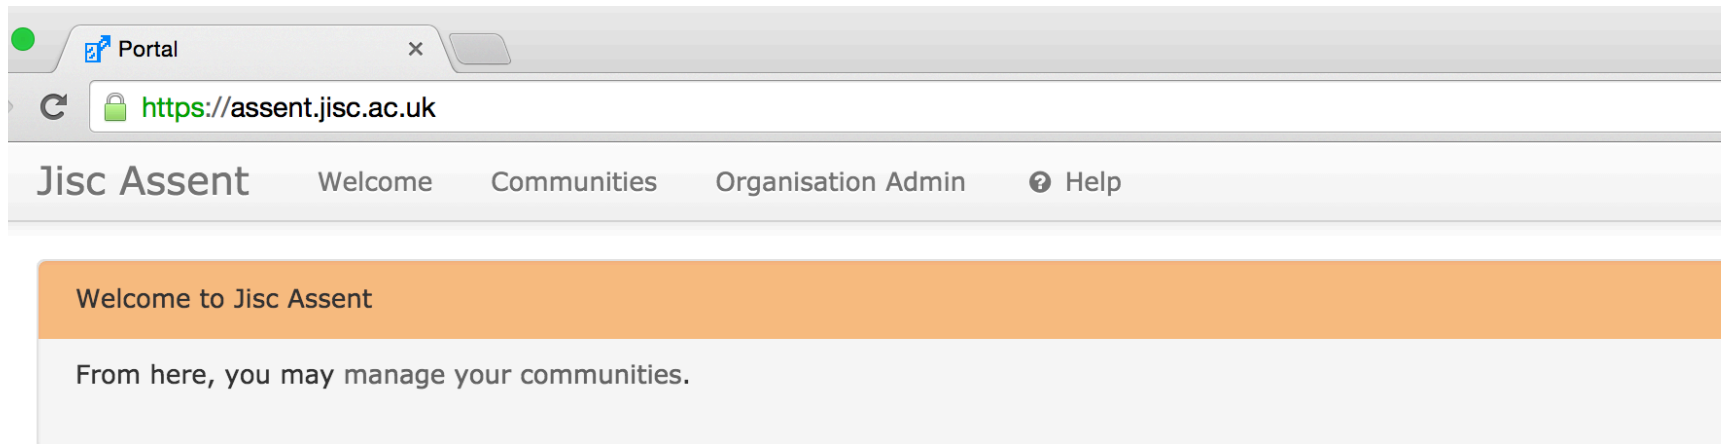 Portal
https://assent.jisc.ac.uk
Jisc Assent Welcome Communities Organisation Admin Help
Welcome to Jisc Assent
From here, you may manage your communities.